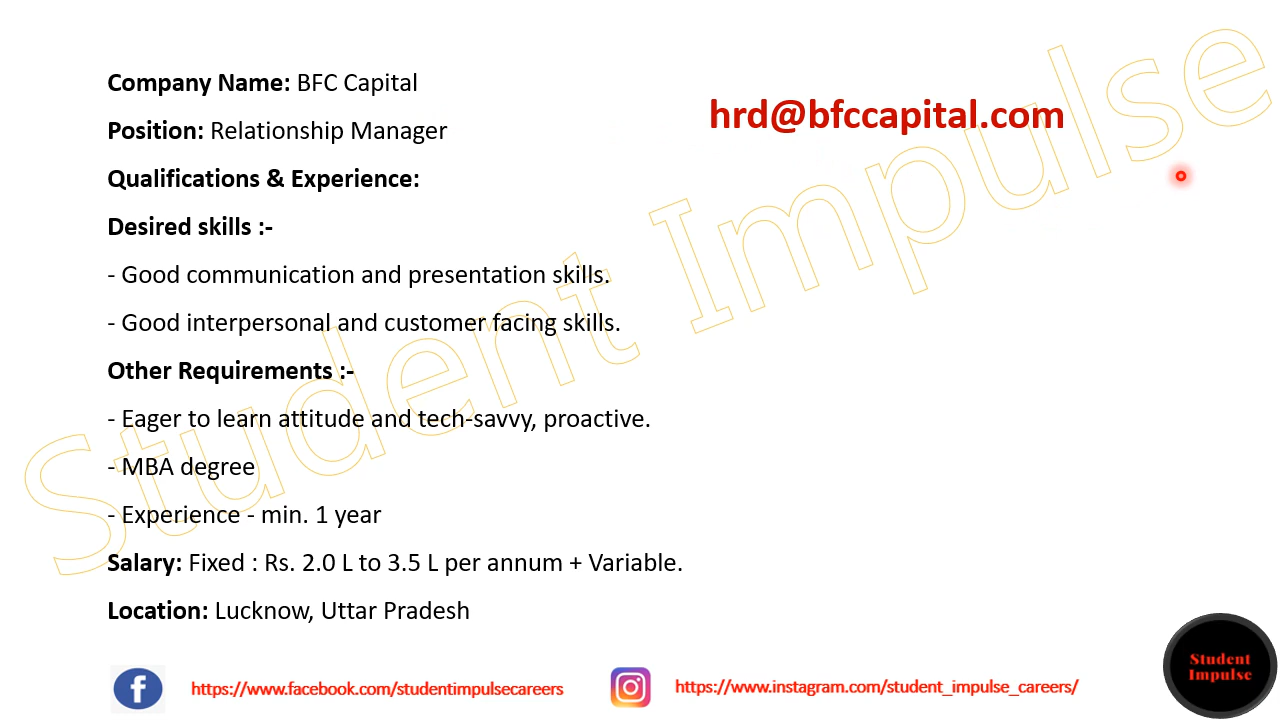 Company Name: BFC Capital
hrd@bfccapital.com
Position: Relationship Manager
Qualifications & Experience:
Desired skills :-
- Good communication and presentation skills.
- Good interpersonal and customer facing skills.
Other Requirements :-
- Eager to learn attitude and tech-savvy, proactive.
- MBA degree
- Experience - min. 1 year
Salary: Fixed : Rs. 2.0 L to 3.5 L per annum + Variable.
Location: Lucknow, Uttar Pradesh
Student Impulse
https://www.facebook.com/studentimpulsecareers
https://www.instagram.com/student_impulse_careers/
Student
Impulse